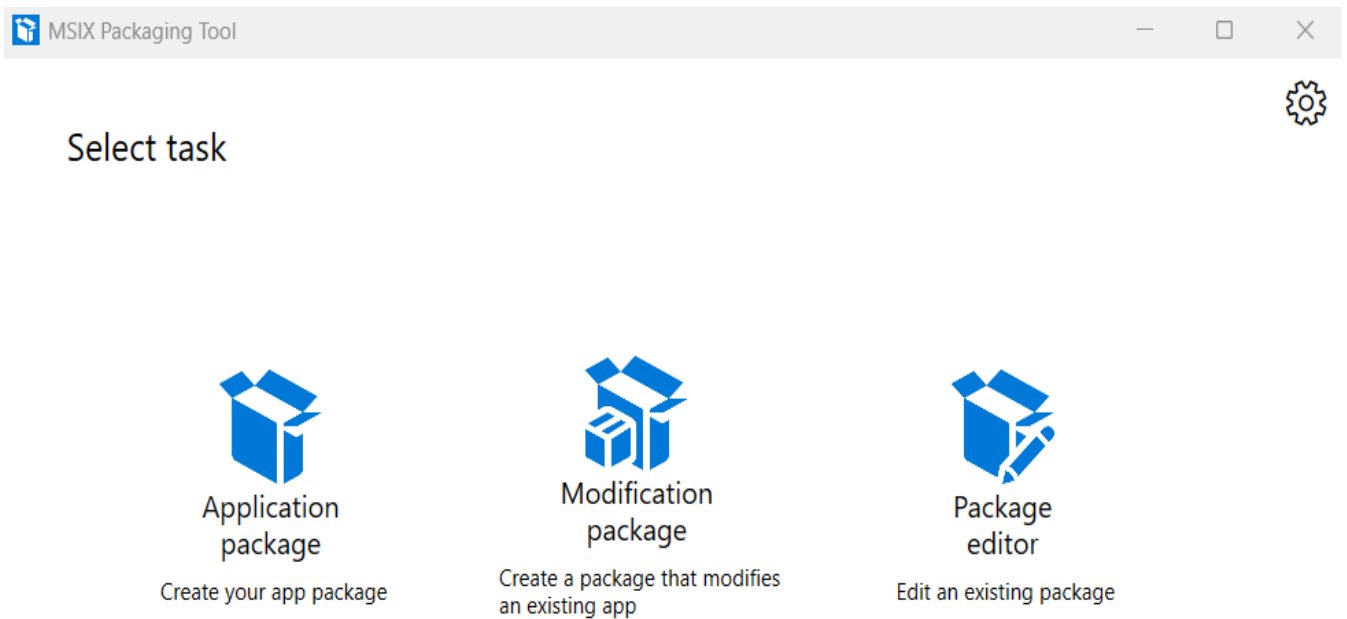 MSIX Packaging Tool
Select task
Application
package
Create your app package
Modification
package
Create a package that modifies
an existing app
Package
editor
Edit an existing package